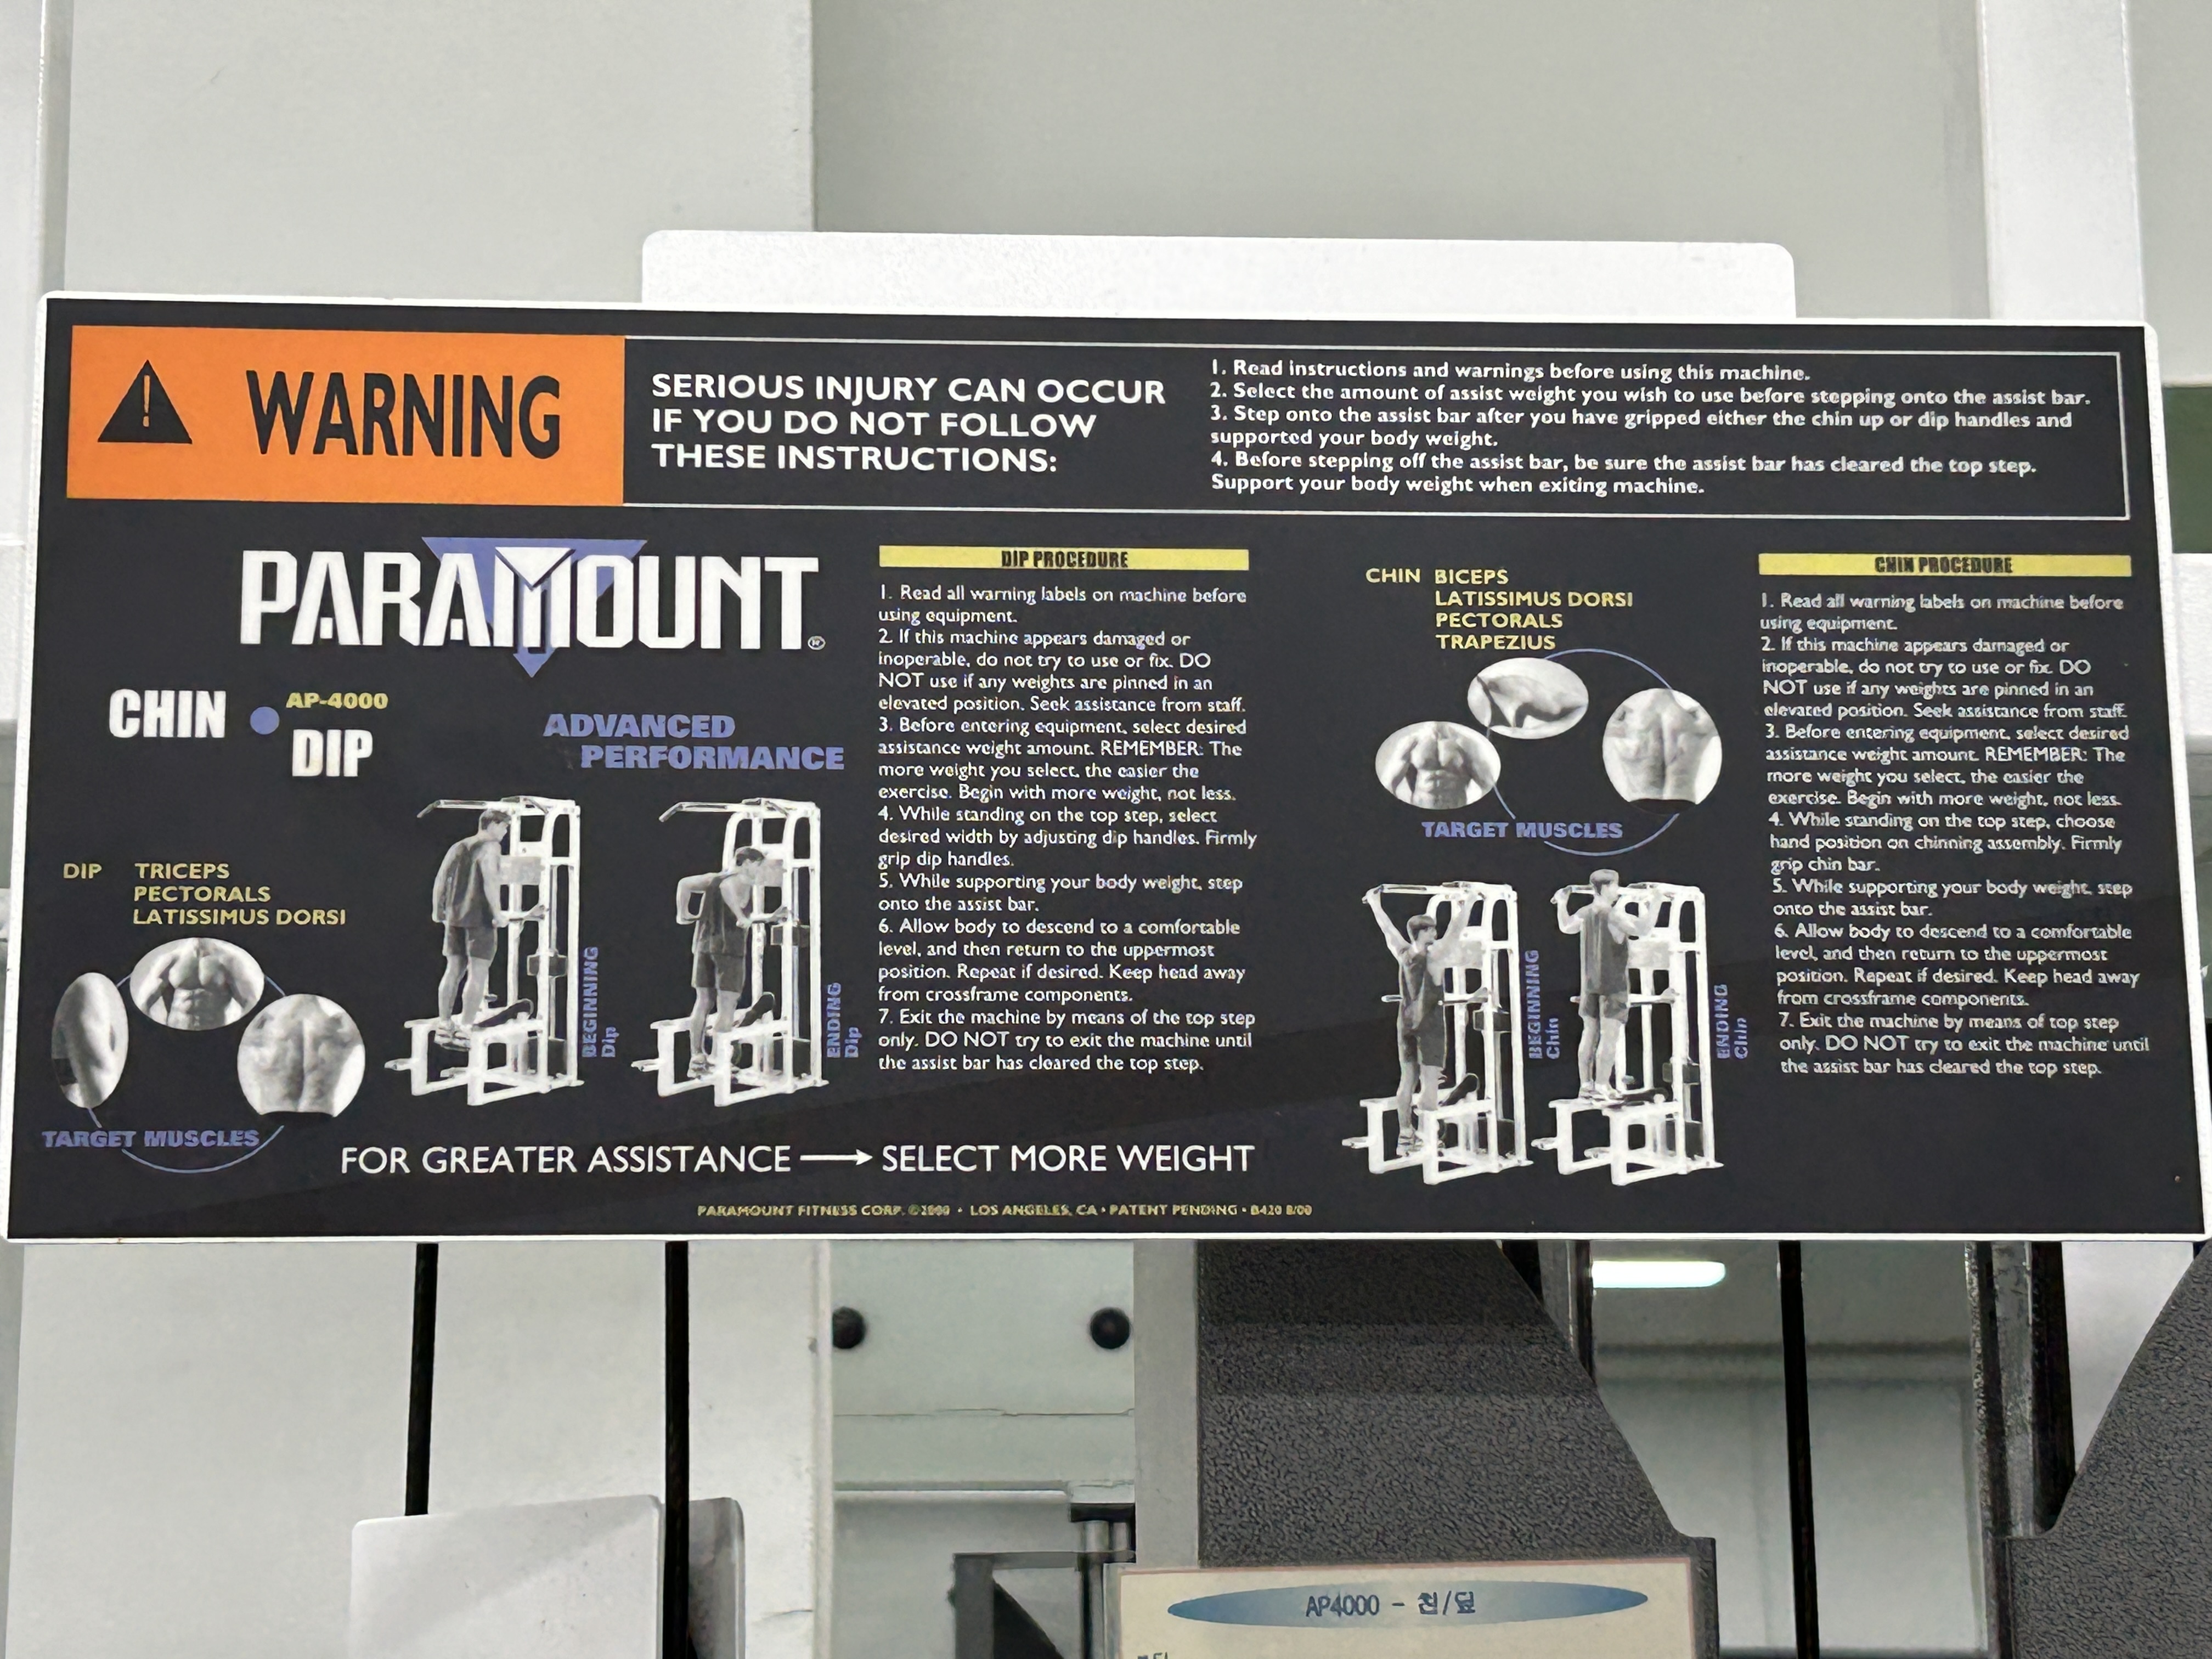 WARNING
SERIOUS INJURY CAN OCCUR
IF YOU DO NOT FOLLOW
THESE INSTRUCTIONS:
1. Read instructions and warnings before using this machine.
2. Select the amount of assist weight you wish to use before stepping onto the assist bar.
3. Step onto the assist bar after you have gripped either the chin up or dip handles and
supported your body weight.
4. Before stepping off the assist bar, be sure the assist bar has cleared the top step.
Support your body weight when exiting machine.
PARAMOUNT®
CHIN • DIP
AP-4000
ADVANCED
PERFORMANCE
DIP TRICEPS
PECTORALS
LATISSIMUS DORSI
TARGET MUSCLES
BEGINNING
Dip
ENDING
Dip
DIP PROCEDURE
1. Read all warning labels on machine before
using equipment.
2. If this machine appears damaged or
inoperable, do not try to use or fix. DO
NOT use if any weights are pinned in an
elevated position. Seek assistance from staff.
3. Before entering equipment, select desired
assistance weight amount. REMEMBER: The
more weight you select, the easier the
exercise. Begin with more weight, not less.
4. While standing on the top step, select
desired width by adjusting dip handles. Firmly
grip dip handles.
5. While supporting your body weight, step
onto the assist bar.
6. Allow body to descend to a comfortable
level, and then return to the uppermost
position. Repeat if desired. Keep head away
from crossframe components.
7. Exit the machine by means of the top step
only. DO NOT try to exit the machine until
the assist bar has cleared the top step.
CHIN BICEPS
LATISSIMUS DORSI
PECTORALS
TRAPEZIUS
TARGET MUSCLES
BEGINNING
Chin
ENDING
Chin
CHIN PROCEDURE
1. Read all warning labels on machine before
using equipment.
2. If this machine appears damaged or
inoperable, do not try to use or fix. DO
NOT use if any weights are pinned in an
elevated position. Seek assistance from staff.
3. Before entering equipment, select desired
assistance weight amount. REMEMBER: The
more weight you select, the easier the
exercise. Begin with more weight, not less.
4. While standing on the top step, choose
hand position on chinning assembly. Firmly
grip chin bar.
5. While supporting your body weight, step
onto the assist bar.
6. Allow body to descend to a comfortable
level, and then return to the uppermost
position. Repeat if desired. Keep head away
from crossframe components.
7. Exit the machine by means of top step
only. DO NOT try to exit the machine until
the assist bar has cleared the top step.
FOR GREATER ASSISTANCE → SELECT MORE WEIGHT
PARAMOUNT FITNESS CORP. ©2000 • LOS ANGELES, CA • PATENT PENDING • B420 8/00
AP4000 - 친/딮